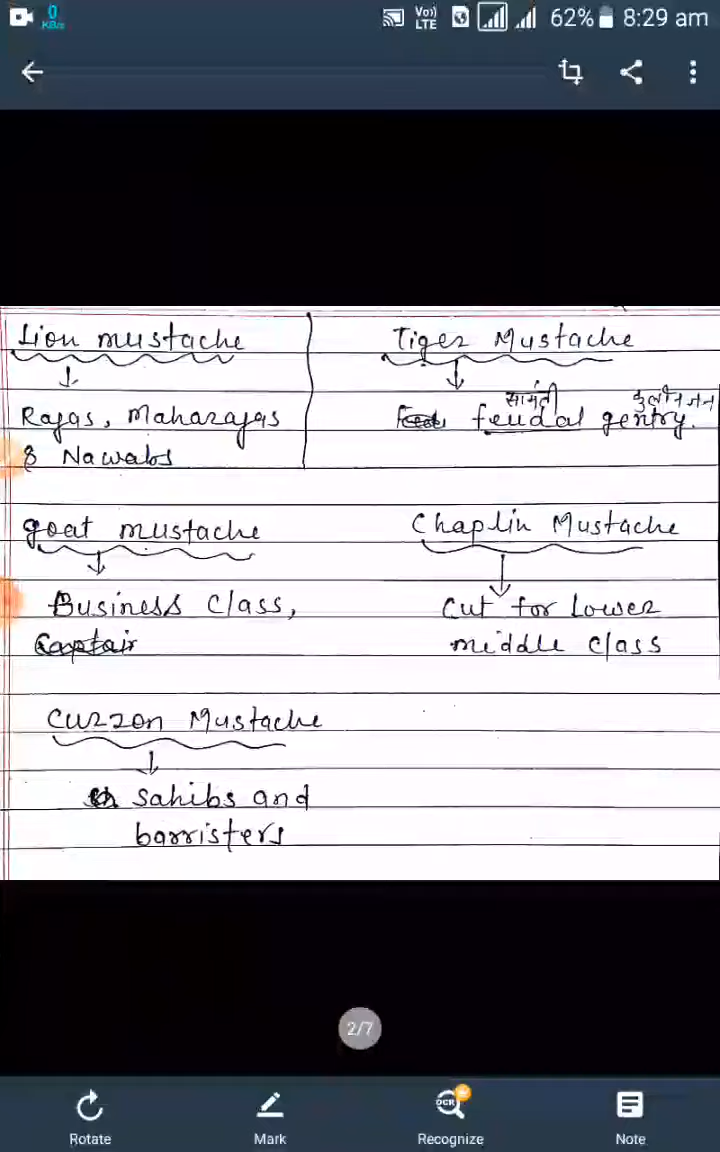 0
KB/s
Vo))
LTE
62%
8:29 am
Lion mustache
Tiger Mustache
सामंती कुलीनजन
Rajas, Maharajas
feudal gentry.
& Nawabs
goat mustache
Chaplin Mustache
Business class,
Cut for Lower
Captain
middle class
Curzon Mustache
sahibs and
barristers
2/7
OCR
Rotate
Mark
Recognize
Note